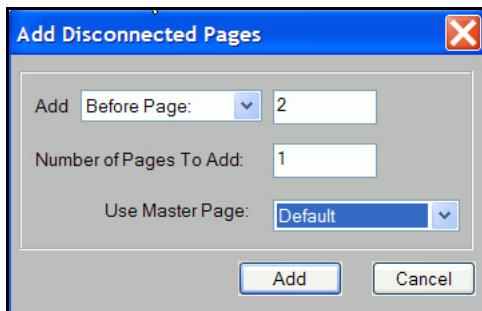 Add Disconnected Pages
Add Before Page: 2
Number of Pages To Add: 1
Use Master Page: Default
Add Cancel